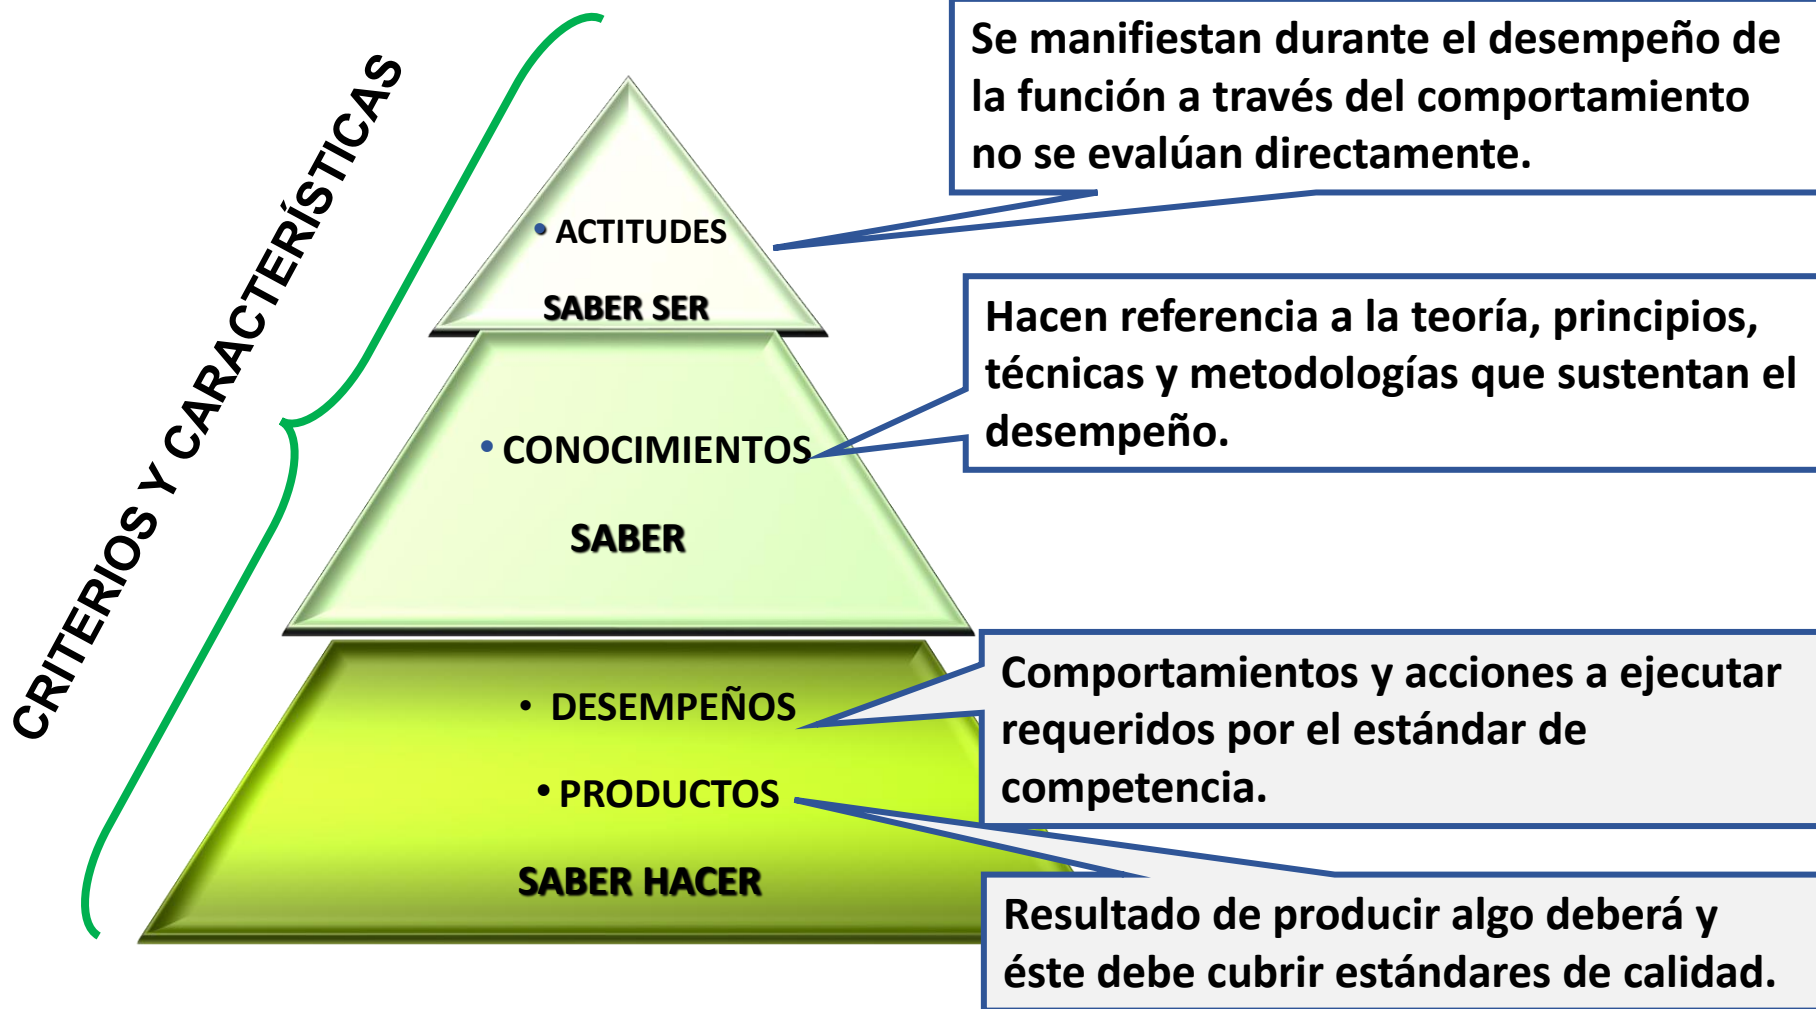 CRITERIOS Y CARACTERÍSTICAS
Se manifiestan durante el desempeño de
la función a través del comportamiento
no se evalúan directamente.
• ACTITUDES
SABER SER
Hacen referencia a la teoría, principios,
técnicas y metodologías que sustentan el
desempeño.
• CONOCIMIENTOS
SABER
Comportamientos y acciones a ejecutar
requeridos por el estándar de
competencia.
• DESEMPEÑOS
• PRODUCTOS
SABER HACER
Resultado de producir algo deberá y
éste debe cubrir estándares de calidad.